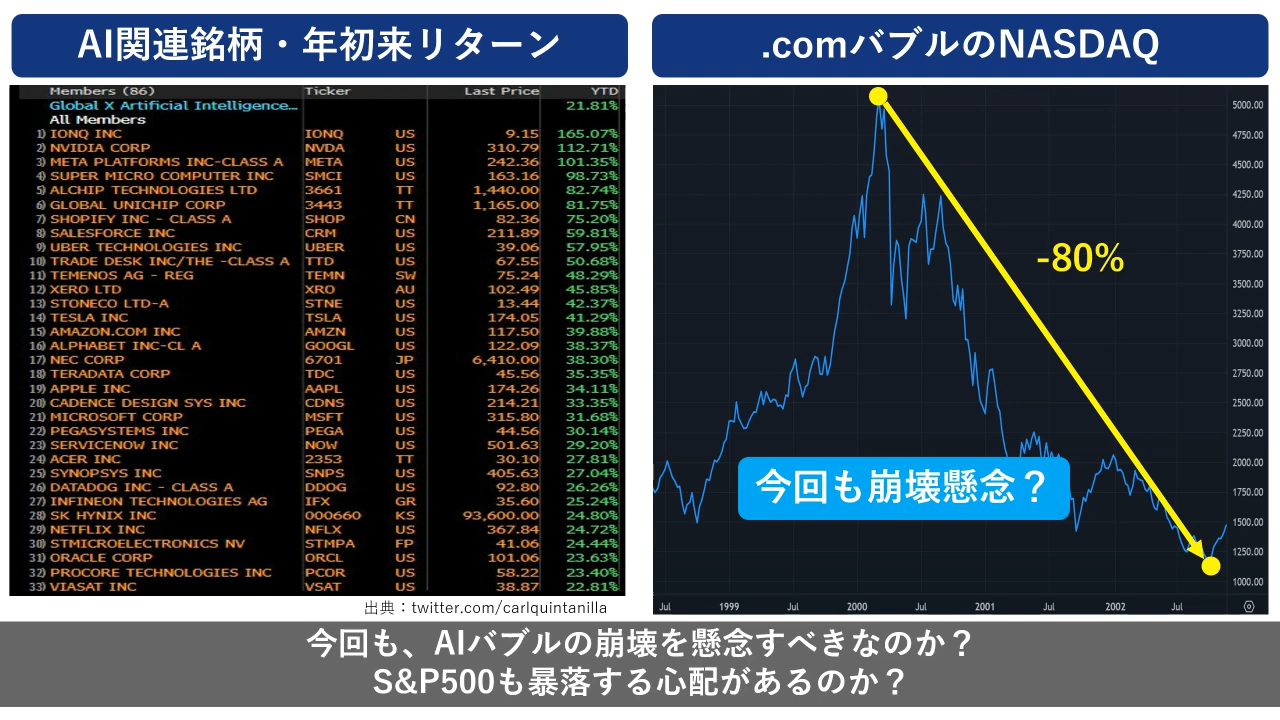 AI関連銘柄・年初来リターン
Members (86) Ticker Last Price YTD
Global X Artificial Intelligence... 21.81%
All Members
1) IONQ INC IONQ US 9.15 165.07%
2) NVIDIA CORP NVDA US 310.79 112.71%
3) META PLATFORMS INC-CLASS A META US 242.36 101.35%
4) SUPER MICRO COMPUTER INC SMCI US 163.16 98.73%
5) ALCHIP TECHNOLOGIES LTD 3661 TT 1,440.00 82.74%
6) GLOBAL UNICHIP CORP 3443 TT 1,165.00 81.75%
7) SHOPIFY INC - CLASS A SHOP CN 82.36 75.20%
8) SALESFORCE INC CRM US 211.89 59.81%
9) UBER TECHNOLOGIES INC UBER US 39.06 57.95%
10) TRADE DESK INC/THE -CLASS A TTD US 67.55 50.68%
11) TEMENOS AG - REG TEMN SW 75.24 48.29%
12) XERO LTD XRO AU 102.49 45.85%
13) STONECO LTD-A STNE US 13.44 42.37%
14) TESLA INC TSLA US 174.05 41.29%
15) AMAZON.COM INC AMZN US 117.50 39.88%
16) ALPHABET INC-CL A GOOGL US 122.09 38.37%
17) NEC CORP 6701 JP 6,410.00 38.30%
18) TERADATA CORP TDC US 45.56 35.35%
19) APPLE INC AAPL US 174.26 34.11%
20) CADENCE DESIGN SYS INC CDNS US 214.21 33.35%
21) MICROSOFT CORP MSFT US 315.80 31.68%
22) PEGASYSTEMS INC PEGA US 44.56 30.14%
23) SERVICENOW INC NOW US 501.63 29.20%
24) ACER INC 2353 TT 30.10 27.81%
25) SYNOPSYS INC SNPS US 405.63 27.04%
26) DATADOG INC - CLASS A DDOG US 92.80 26.26%
27) INFINEON TECHNOLOGIES AG IFX GR 35.60 25.24%
28) SK HYNIX INC 000660 KS 93,600.00 24.80%
29) NETFLIX INC NFLX US 367.84 24.72%
30) STMICROELECTRONICS NV STMPA FP 41.06 24.44%
31) ORACLE CORP ORCL US 101.06 23.63%
32) PROCORE TECHNOLOGIES INC PCOR US 58.22 23.40%
33) VIASAT INC VSAT US 38.87 22.81%
出典：twitter.com/carlquintanilla
.comバブルのNASDAQ
5000.00
4750.00
4500.00
4250.00
4000.00
3750.00
3500.00
3250.00
3000.00
2750.00
2500.00
2250.00
2000.00
1750.00
1500.00
1250.00
1000.00
-80%
今回も崩壊懸念？
Jul 1999 Jul 2000 Jul 2001 Jul 2002 Jul
今回も、AIバブルの崩壊を懸念すべきなのか？
S&P500も暴落する心配があるのか？